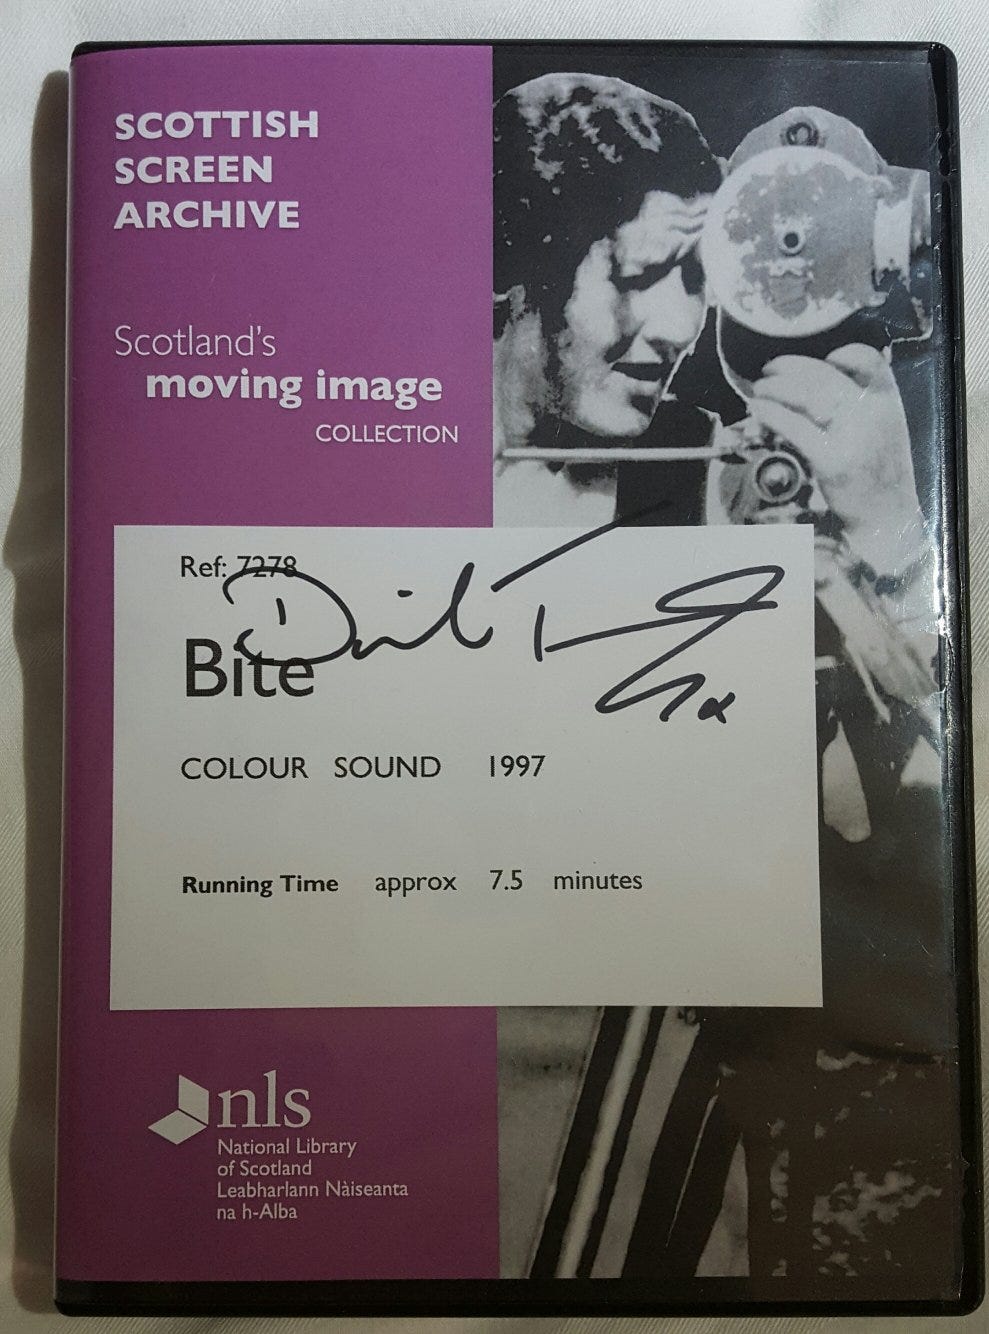 SCOTTISH
SCREEN
ARCHIVE
Scotland's
moving image
COLLECTION
Ref: 7278
Bite
COLOUR SOUND 1997
Running Time approx 7.5 minutes
nls
National Library
of Scotland
Leabharlann Nàiseanta
na h-Alba